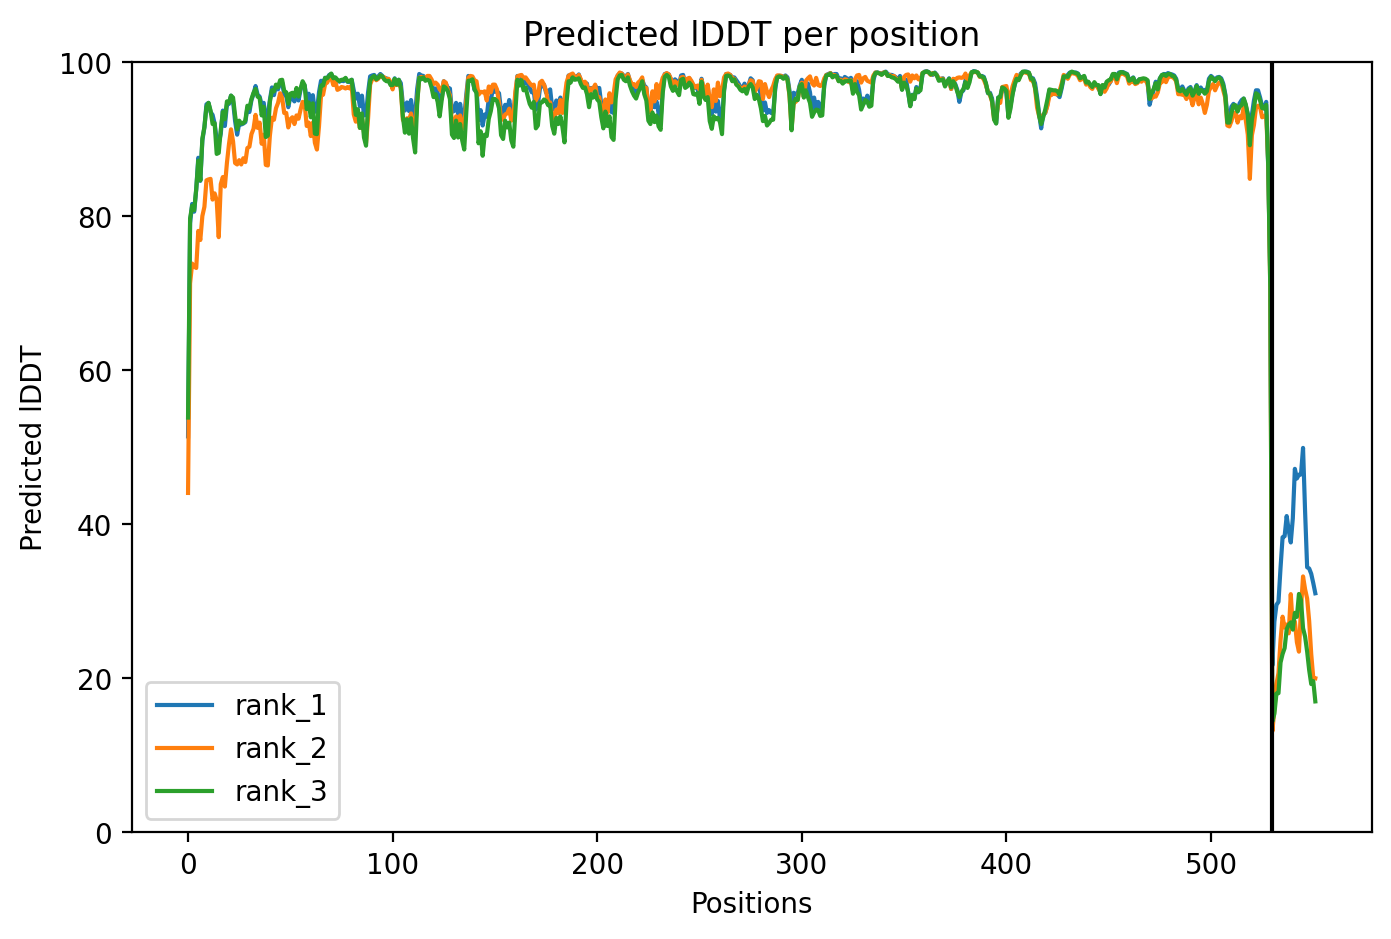 Predicted lDDT per position
100
80
60
40
20
0
Predicted lDDT
rank_1
rank_2
rank_3
0 100 200 300 400 500
Positions